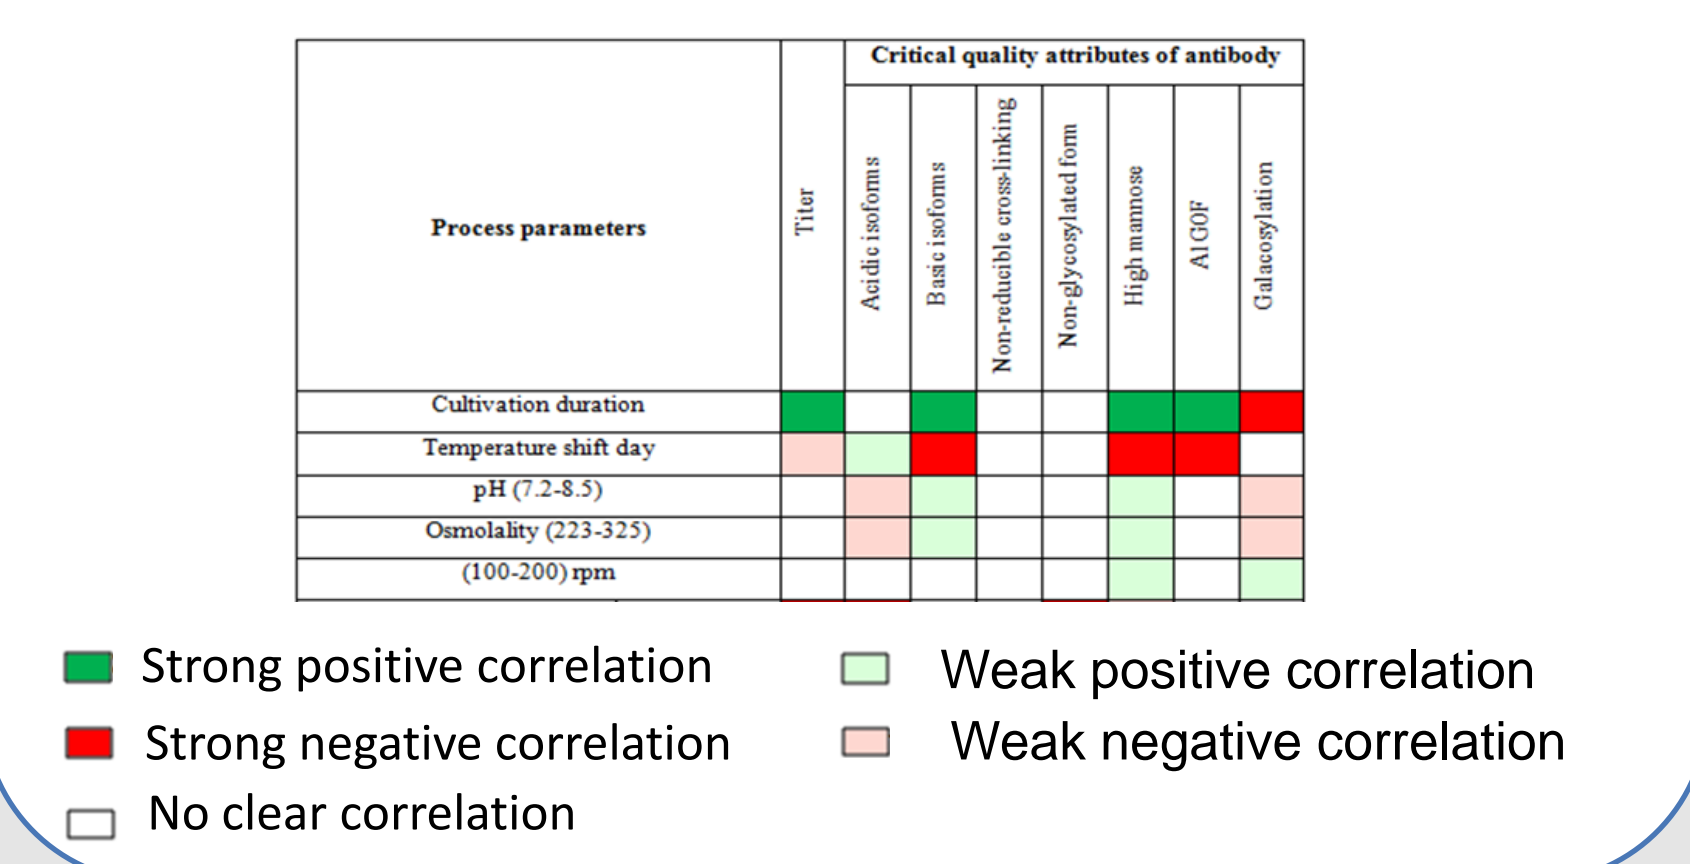 Critical quality attributes of antibody
Process parameters
Titer
Acidic isoforms
Basic isoforms
Non-reducible cross-linking
Non-glycosylated form
High mannose
A1GOF
Galacosylation
Cultivation duration
Temperature shift day
pH (7.2-8.5)
Osmolality (223-325)
(100-200) rpm
Strong positive correlation
Weak positive correlation
Strong negative correlation
Weak negative correlation
No clear correlation